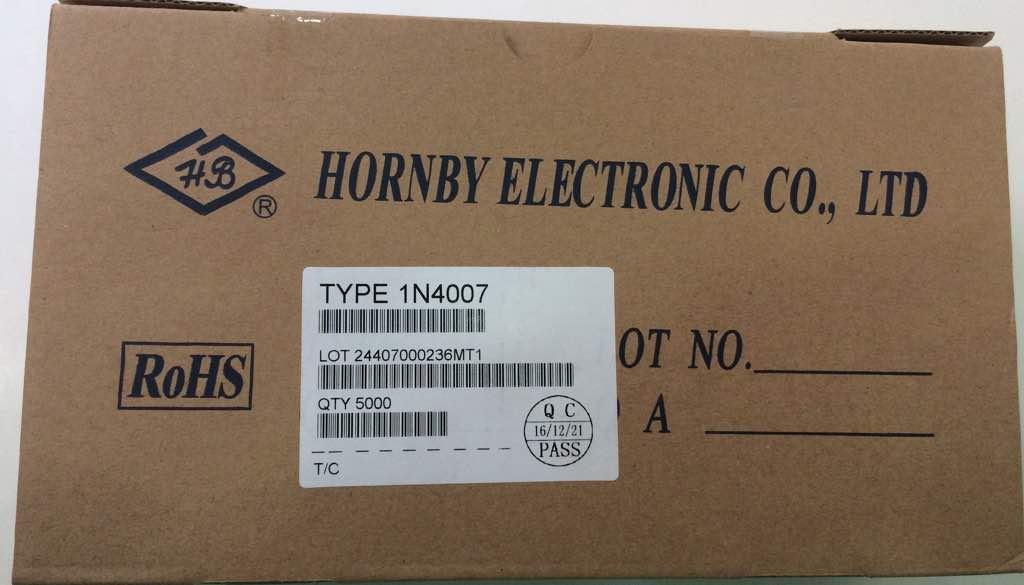 HB
®
HORNBY ELECTRONIC CO., LTD
TYPE 1N4007
LOT 24407000236MT1
QTY 5000
T/C
Q C
16/12/21
PASS
RoHS
OT NO.
A